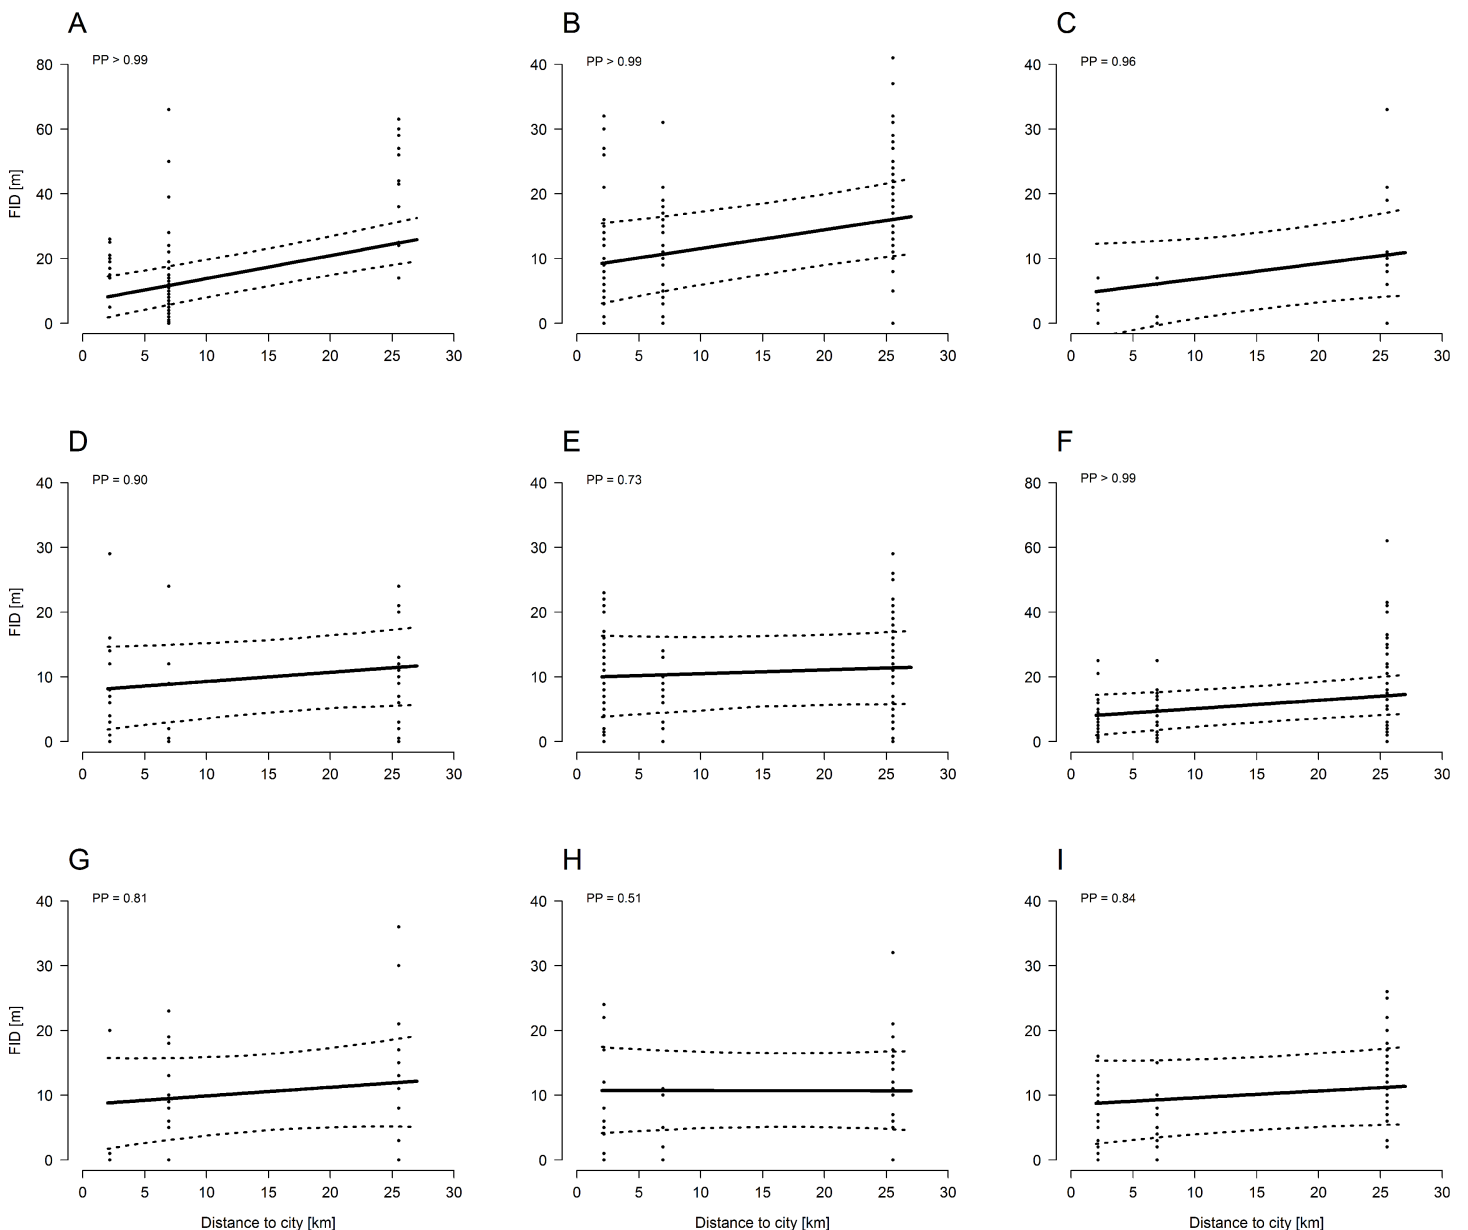 A
B
C
PP > 0.99
PP > 0.99
PP = 0.96
FID [m]
80
60
40
20
0
40
30
20
10
0
40
30
20
10
0
0 5 10 15 20 25 30
0 5 10 15 20 25 30
0 5 10 15 20 25 30
D
E
F
PP = 0.90
PP = 0.73
PP > 0.99
FID [m]
40
30
20
10
0
40
30
20
10
0
80
60
40
20
0
0 5 10 15 20 25 30
0 5 10 15 20 25 30
0 5 10 15 20 25 30
G
H
I
PP = 0.81
PP = 0.51
PP = 0.84
FID [m]
40
30
20
10
0
40
30
20
10
0
40
30
20
10
0
0 5 10 15 20 25 30
0 5 10 15 20 25 30
0 5 10 15 20 25 30
Distance to city [km]
Distance to city [km]
Distance to city [km]